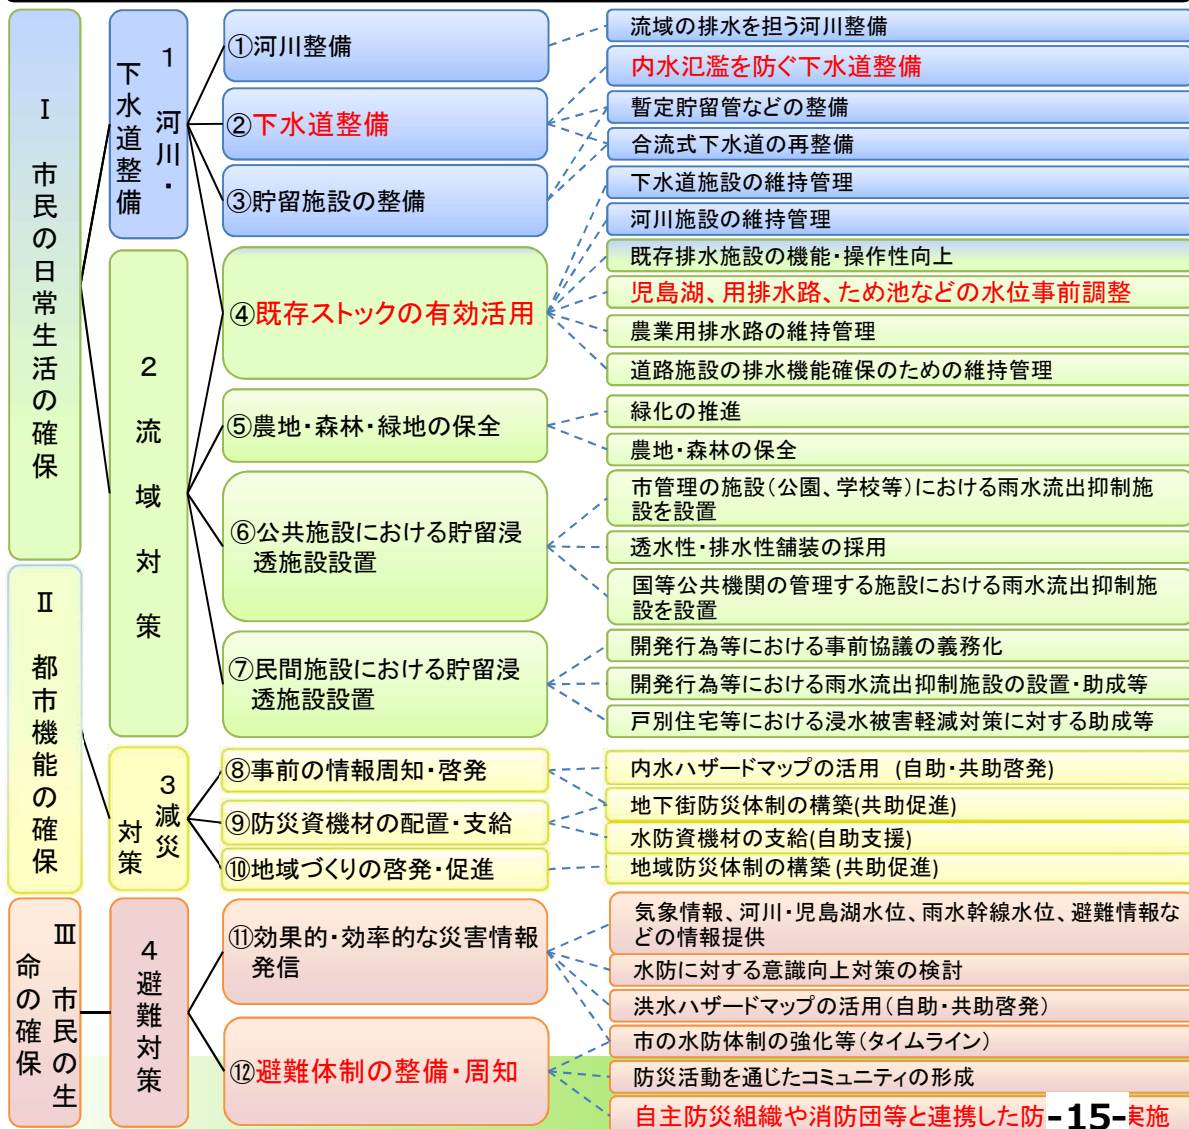 Ⅰ 市民の日常生活の確保
Ⅱ 都市機能の確保
Ⅲ 市民の生
命の確保
1 河川・
下水道整備
2 流域対策
3 減災
対策
4 避難対策
①河川整備
②下水道整備
③貯留施設の整備
④既存ストックの有効活用
⑤農地・森林・緑地の保全
⑥公共施設における貯留浸
透施設設置
⑦民間施設における貯留浸
透施設設置
⑧事前の情報周知・啓発
⑨防災資機材の配置・支給
⑩地域づくりの啓発・促進
⑪効果的・効率的な災害情報
発信
⑫避難体制の整備・周知
流域の排水を担う河川整備
内水氾濫を防ぐ下水道整備
暫定貯留管などの整備
合流式下水道の再整備
下水道施設の維持管理
河川施設の維持管理
既存排水施設の機能・操作性向上
児島湖、用排水路、ため池などの水位事前調整
農業用排水路の維持管理
道路施設の排水機能確保のための維持管理
緑化の推進
農地・森林の保全
市管理の施設（公園、学校等）における雨水流出抑制施
設を設置
透水性・排水性舗装の採用
国等公共機関の管理する施設における雨水流出抑制施
設を設置
開発行為等における事前協議の義務化
開発行為等における雨水流出抑制施設の設置・助成等
戸別住宅等における浸水被害軽減対策に対する助成等
内水ハザードマップの活用 (自助・共助啓発)
地下街防災体制の構築(共助促進)
水防資機材の支給(自助支援)
地域防災体制の構築(共助促進)
気象情報、河川・児島湖水位、雨水幹線水位、避難情報な
どの情報提供
水防に対する意識向上対策の検討
洪水ハザードマップの活用（自助・共助啓発）
市の水防体制の強化等（タイムライン）
防災活動を通じたコミュニティの形成
自主防災組織や消防団等と連携した防 実施
-15-